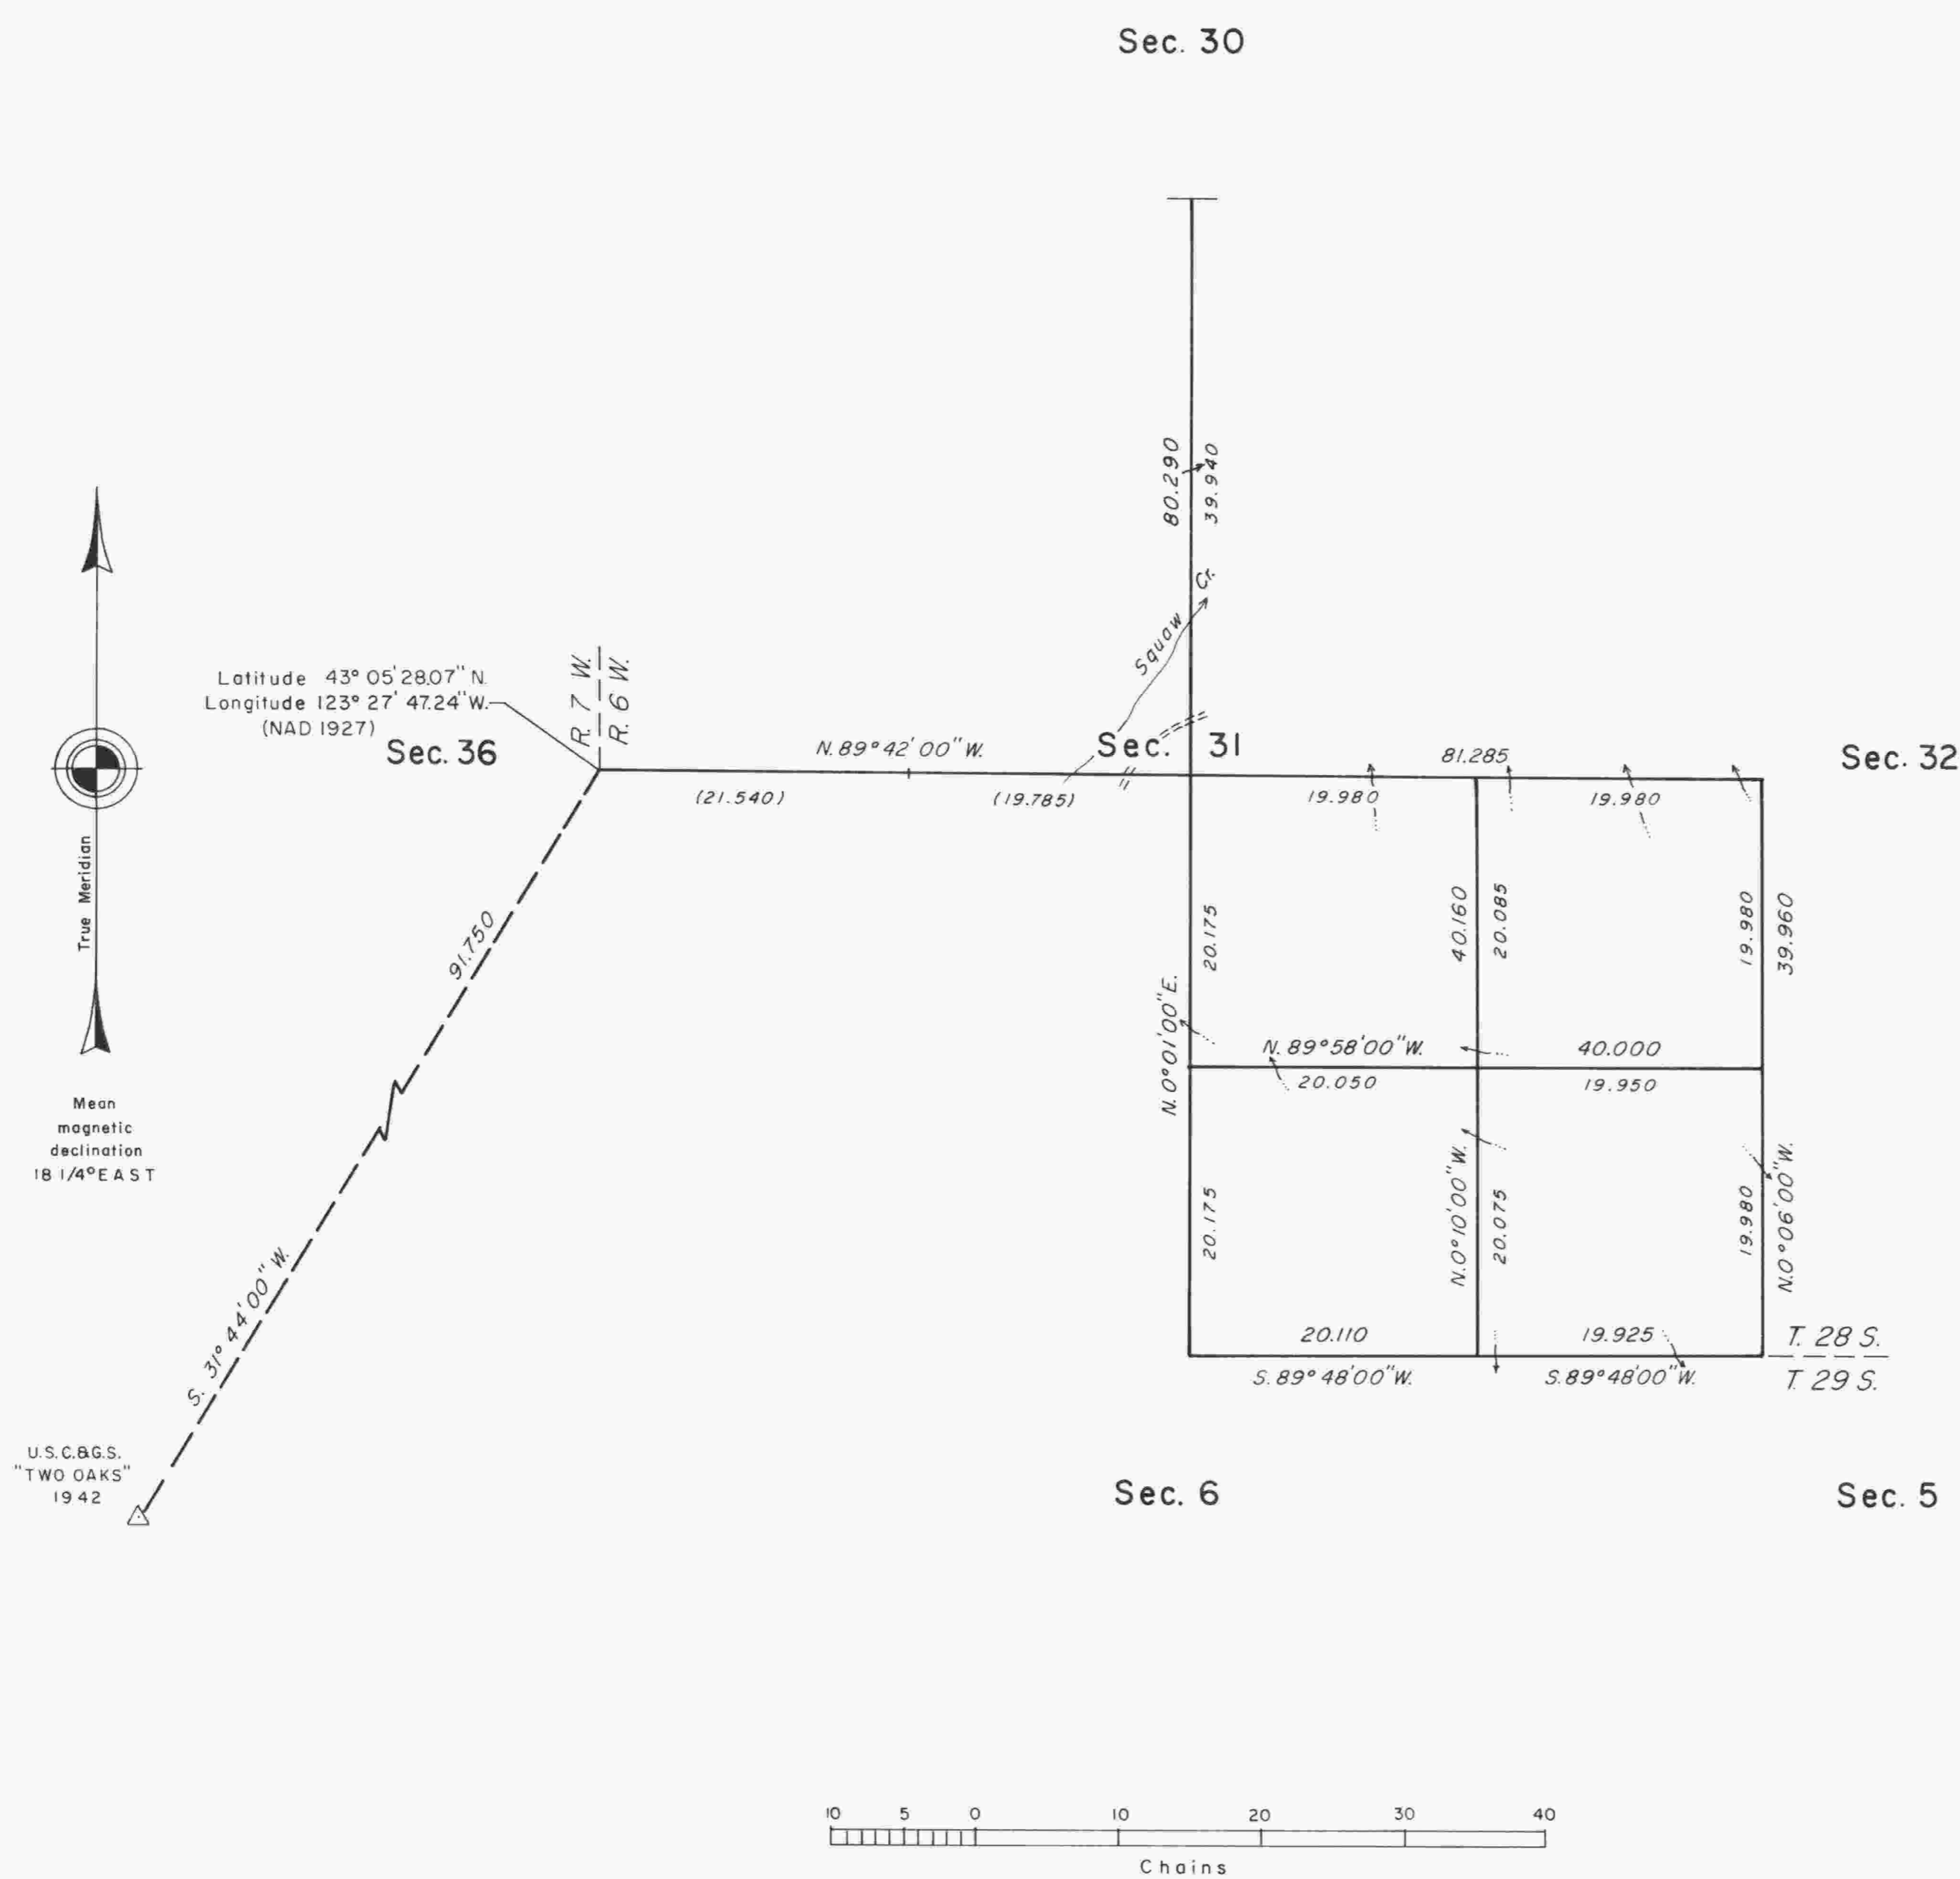 Sec. 30
80.290
39.940
Squaw Cr.
Latitude 43° 05' 28.07" N.
Longitude 123° 27' 47.24" W.
(NAD 1927)
R. 7 W.
R. 6 W.
Sec. 36
N. 89° 42' 00" W.
Sec. 31
81.285
Sec. 32
(21.540)
(19.785)
19.980
19.980
True Meridian
91.750
20.175
40.160
20.085
19.980
39.960
N. 0° 01' 00" E.
N. 89° 58' 00" W.
40.000
20.050
19.950
Mean
magnetic
declination
18 1/4° EAST
S. 31° 44' 00" W.
20.175
N. 0° 10' 00" W.
20.075
19.980
N. 0° 06' 00" W.
20.110
19.925
T. 28 S.
S. 89° 48' 00" W.
S. 89° 48' 00" W.
T. 29 S.
U.S.C.&G.S.
"TWO OAKS"
1942
Sec. 6
Sec. 5
10 5 0 10 20 30 40
Chains